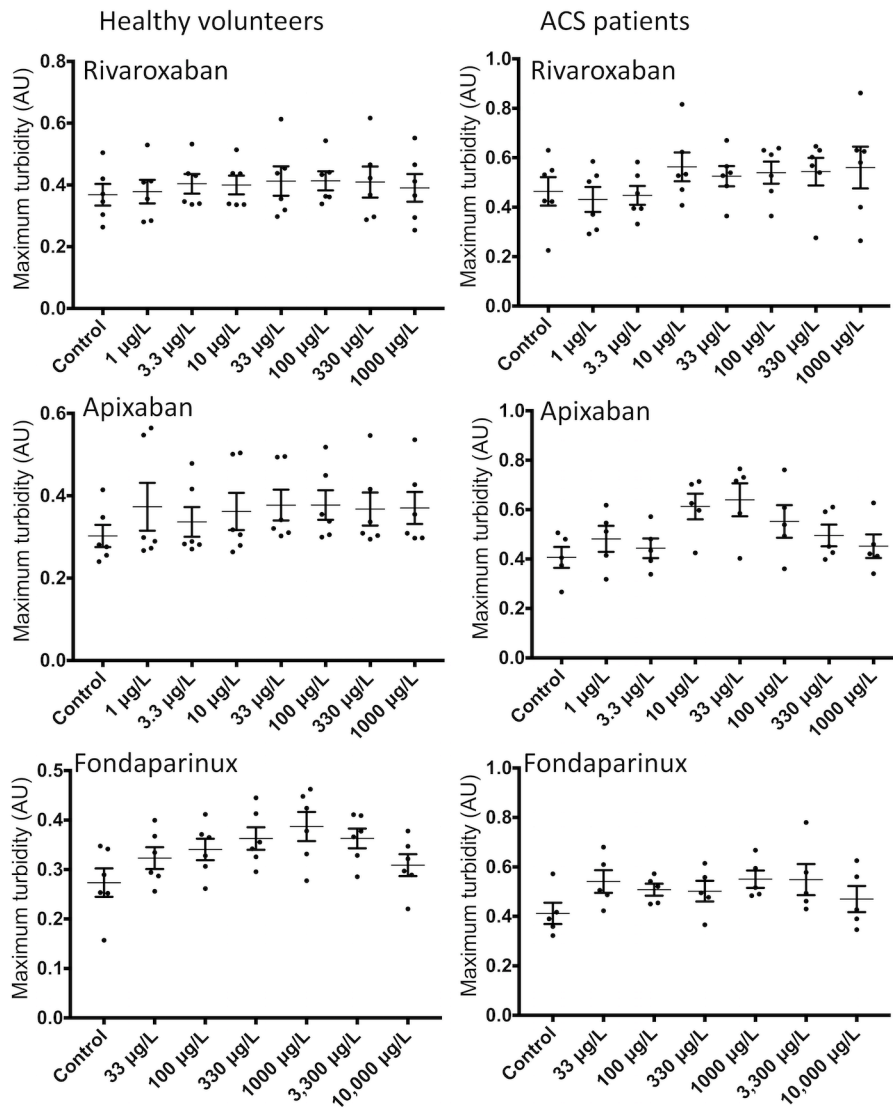 Healthy volunteers
ACS patients
Rivaroxaban
Maximum turbidity (AU)
0.8
0.6
0.4
0.2
0.0
Control
1 µg/L
3.3 µg/L
10 µg/L
33 µg/L
100 µg/L
330 µg/L
1000 µg/L
Rivaroxaban
Maximum turbidity (AU)
1.0
0.8
0.6
0.4
0.2
0.0
Control
1 µg/L
3.3 µg/L
10 µg/L
33 µg/L
100 µg/L
330 µg/L
1000 µg/L
Apixaban
Maximum turbidity (AU)
0.6
0.4
0.2
0.0
Control
1 µg/L
3.3 µg/L
10 µg/L
33 µg/L
100 µg/L
330 µg/L
1000 µg/L
Apixaban
Maximum turbidity (AU)
1.0
0.8
0.6
0.4
0.2
0.0
Control
1 µg/L
3.3 µg/L
10 µg/L
33 µg/L
100 µg/L
330 µg/L
1000 µg/L
Fondaparinux
Maximum turbidity (AU)
0.5
0.4
0.3
0.2
0.1
0.0
Control
33 µg/L
100 µg/L
330 µg/L
1000 µg/L
3,300 µg/L
10,000 µg/L
Fondaparinux
Maximum turbidity (AU)
1.0
0.8
0.6
0.4
0.2
0.0
Control
33 µg/L
100 µg/L
330 µg/L
1000 µg/L
3,300 µg/L
10,000 µg/L